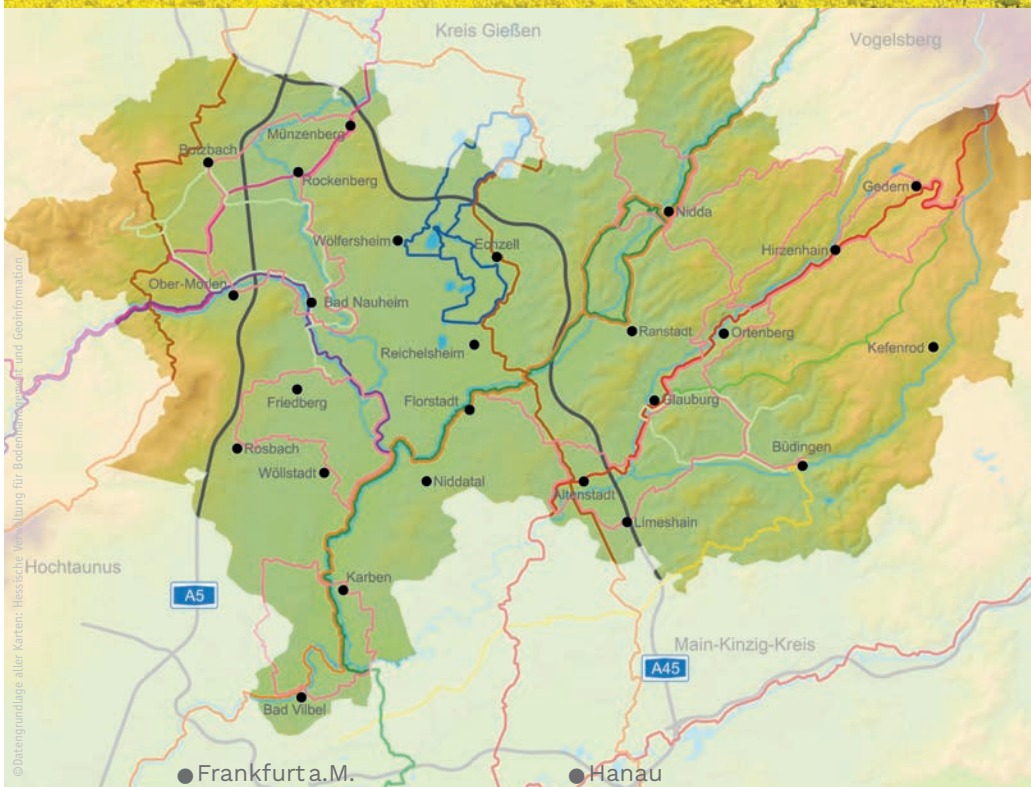 Kreis Gießen
Vogelsberg
Münzenberg
Butzbach
Rockenberg
Gedern
Nidda
Wölfersheim
Echzell
Hirzenhain
Ober-Mörlen
Bad Nauheim
Ranstadt
Ortenberg
Reichelsheim
Kefenrod
Friedberg
Florstadt
Glauburg
Rosbach
Wöllstadt
Niddatal
Büdingen
Altenstadt
Limeshain
Hochtaunus
Karben
A5
Main-Kinzig-Kreis
A45
Bad Vilbel
Frankfurt a.M.
Hanau
©Datengrundlage aller Karten: Hessische Verwaltung für Bodenmanagement und Geoinformation